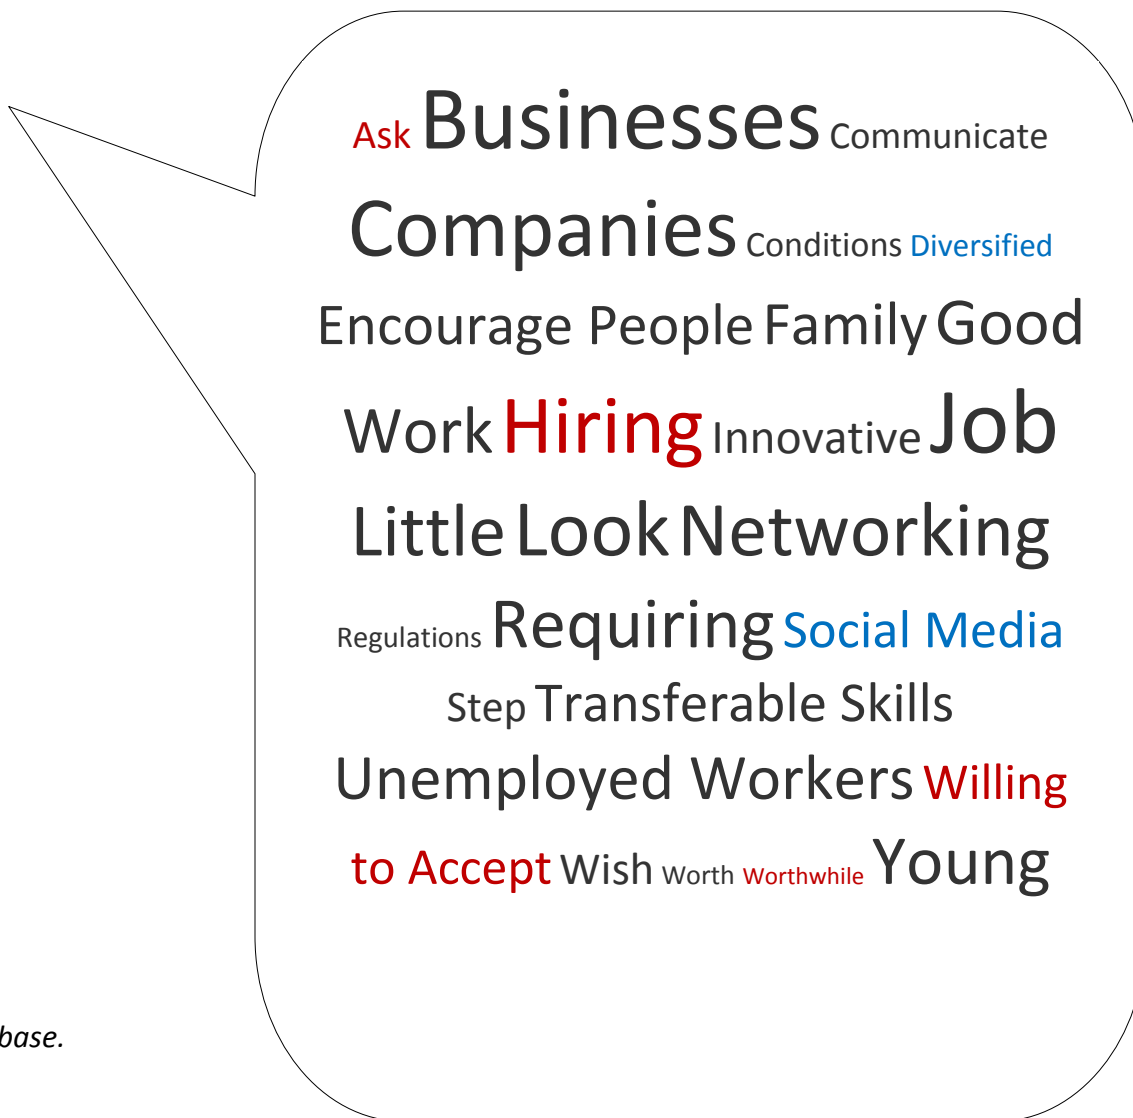 Ask Businesses Communicate
Companies Conditions Diversified
Encourage People Family Good
Work Hiring Innovative Job
Little Look Networking
Regulations Requiring Social Media
Step Transferable Skills
Unemployed Workers Willing
to Accept Wish Worth Worthwhile Young
base.